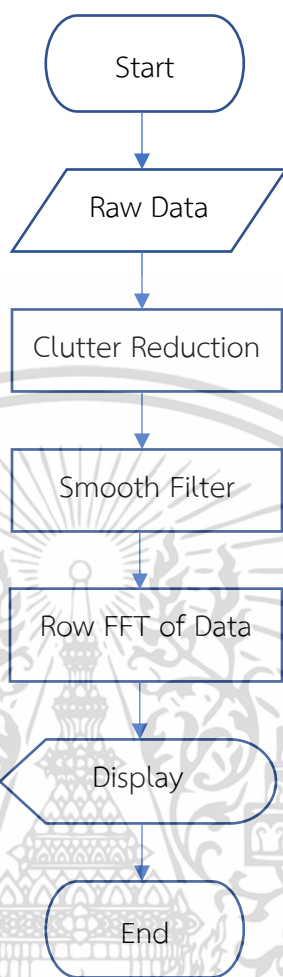 Start
Raw Data
Clutter Reduction
Smooth Filter
Row FFT of Data
Display
End